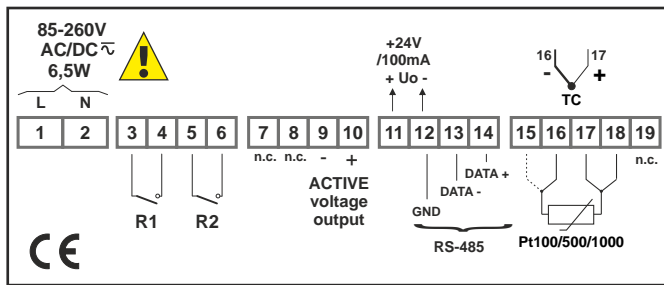 85-260V
AC/DC
6,5W
L N
1 2 3 4 5 6 7 8 9 10 11 12 13 14 15 16 17 18 19
+24V
/100mA
+ Uo -
16 17
- +
TC
R1 R2
n.c. n.c. - +
ACTIVE
voltage
output
DATA +
DATA -
GND
RS-485
n.c.
Pt100/500/1000
CE